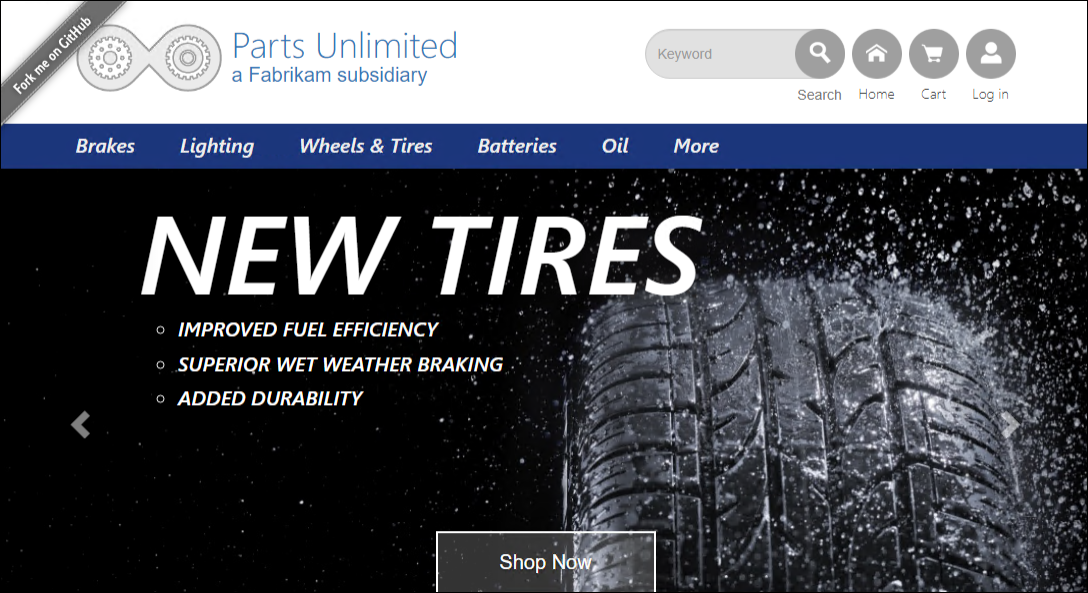 Fork me on GitHub
Parts Unlimited
a Fabrikam subsidiary
Keyword
Search
Home
Cart
Log in
Brakes
Lighting
Wheels & Tires
Batteries
Oil
More
NEW TIRES
IMPROVED FUEL EFFICIENCY
SUPERIOR WET WEATHER BRAKING
ADDED DURABILITY
Shop Now